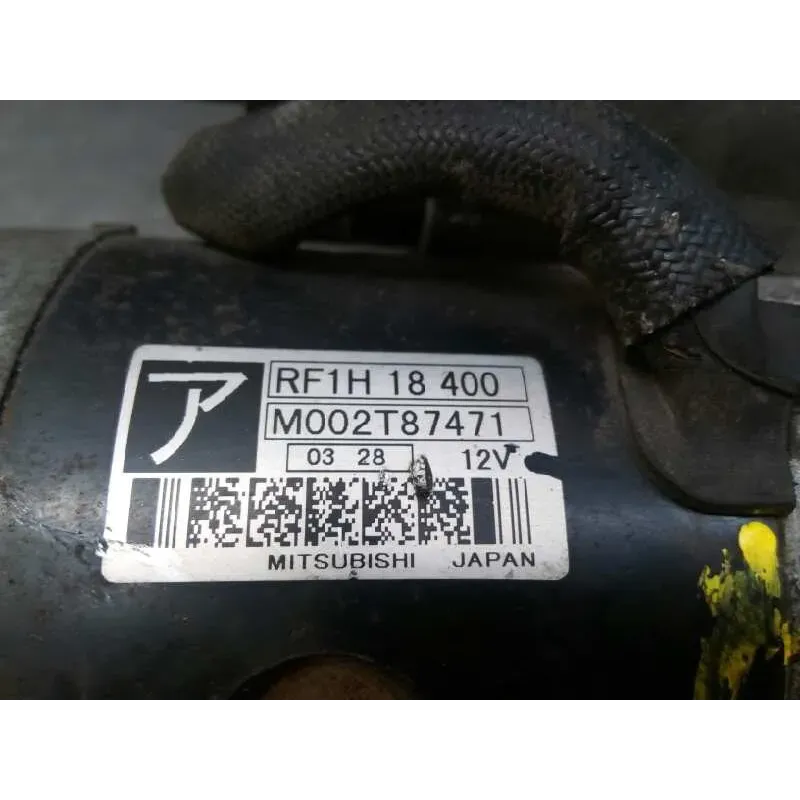 ア
RF1H 18 400
M002T87471
03 28 12V
MITSUBISHI JAPAN